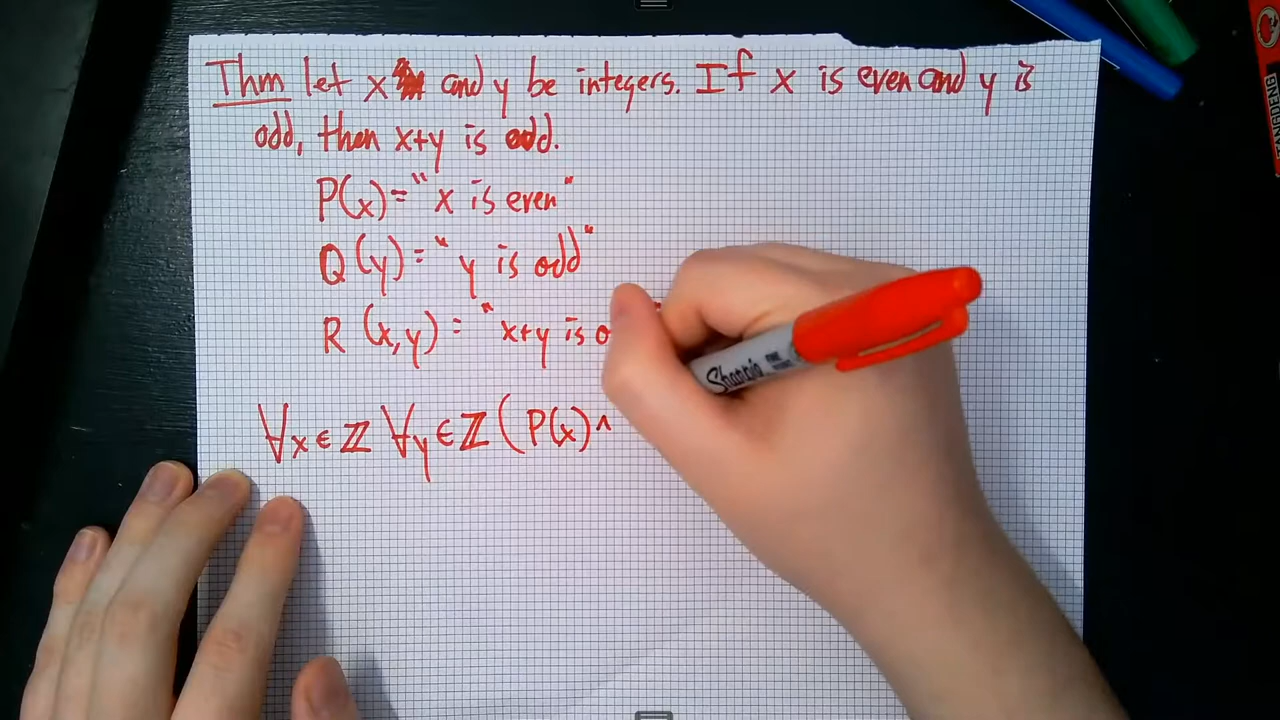 Thm let x and y be integers. If x is even and y is
odd, then x+y is odd.
P(x)="x is even"
Q(y)="y is odd"
R(x,y)="x+y is
∀x∈ℤ ∀y∈ℤ (P(x)∧
Sharpie